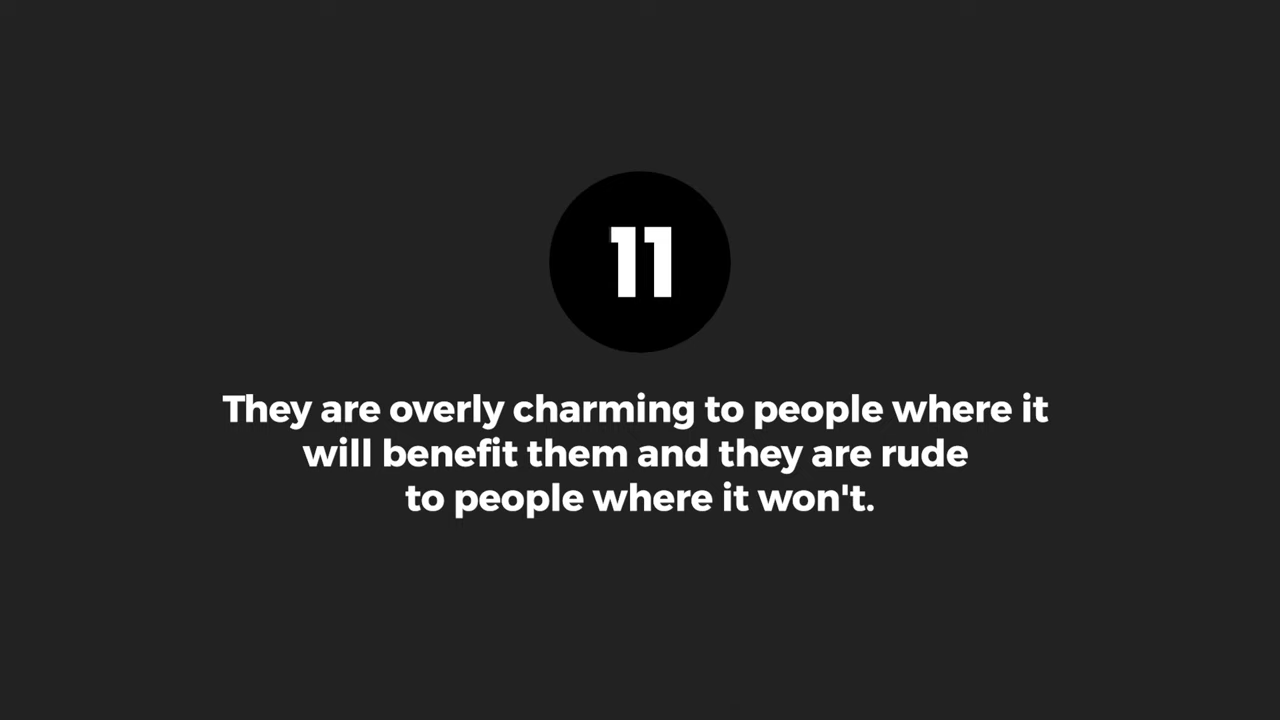 11
They are overly charming to people where it
will benefit them and they are rude
to people where it won't.